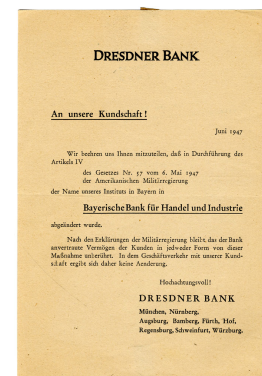 DRESDNER BANK
An unsere Kundschaft!
Juni 1947
Wir beehren uns Ihnen mitzuteilen, daß in Durchführung des
Artikels IV
des Gesetzes Nr. 57 vom 6. Mai 1947
der Amerikanischen Militärregierung
der Name unseres Instituts in Bayern in
Bayerische Bank für Handel und Industrie
abgeändert wurde.
Nach den Erklärungen der Militärregierung bleibt das der Bank
anvertraute Vermögen der Kunden in jedweder Form von dieser
Maßnahme unberührt. In dem Geschäftsverkehr mit unserer Kund-
schaft ergibt sich daher keine Aenderung.
Hochachtungsvoll!
DRESDNER BANK
München, Nürnberg,
Augsburg, Bamberg, Fürth, Hof,
Regensburg, Schweinfurt, Würzburg.